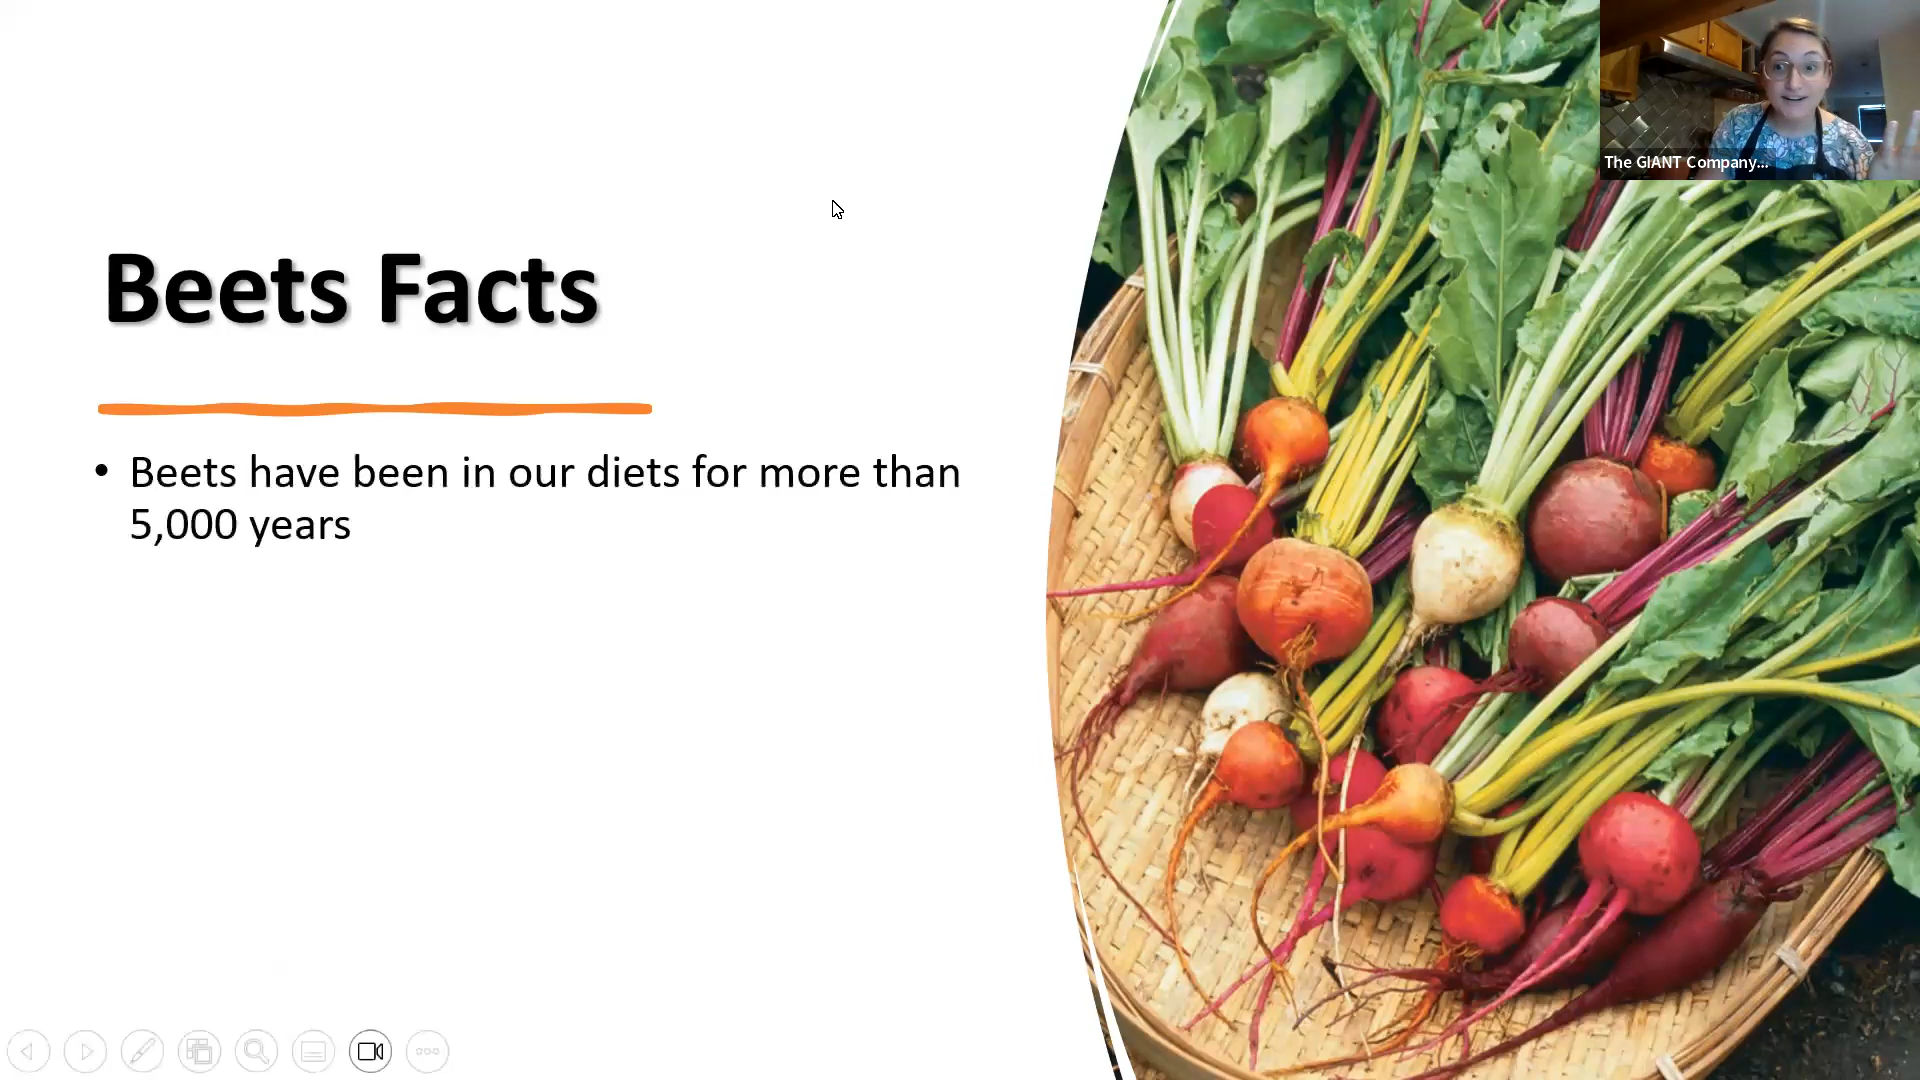 The GIANT Company...
Beets Facts
• Beets have been in our diets for more than
5,000 years